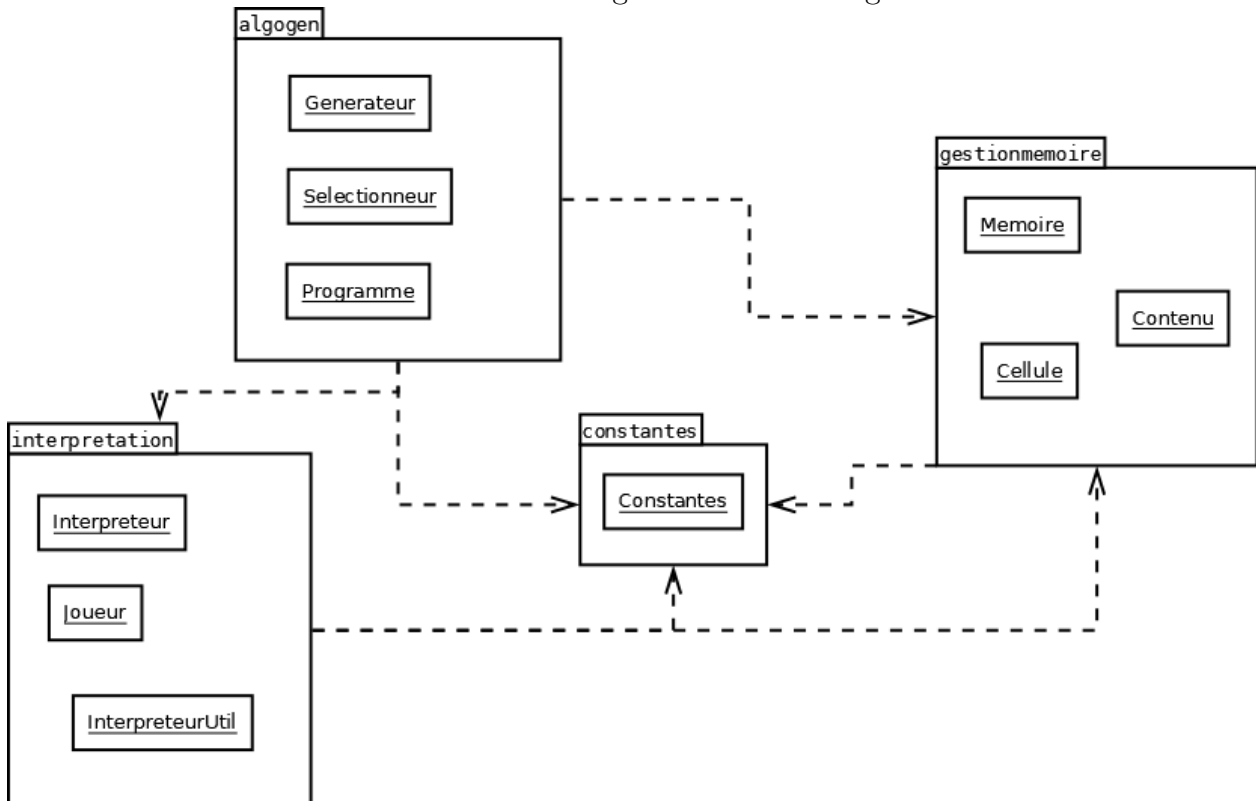 algogen
Generateur
Selectionneur
Programme
gestionmemoire
Memoire
Contenu
Cellule
interpretation
Interpreteur
Joueur
InterpreteurUtil
constantes
Constantes